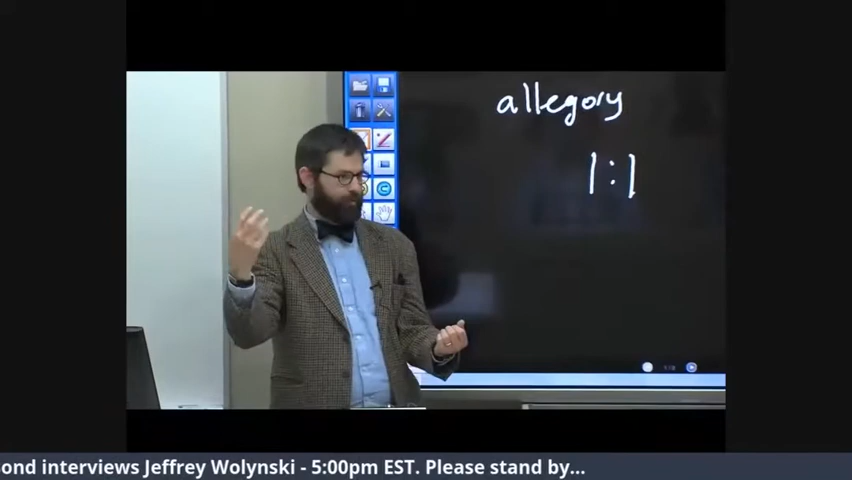 allegory
1:1
ond interviews Jeffrey Wolynski - 5:00pm EST. Please stand by...